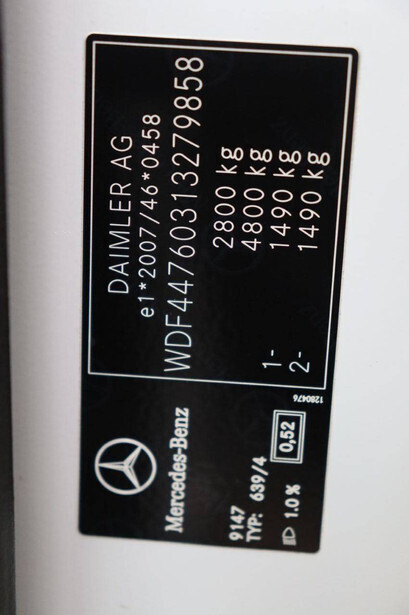 DAIMLER AG
e1*2007/46*0458
WDF44760313279858
2800 kg
4800 kg
1- 1490 kg
2- 1490 kg
1280476
Mercedes-Benz
9147
TYP: 639/4
0,52
1.0 %